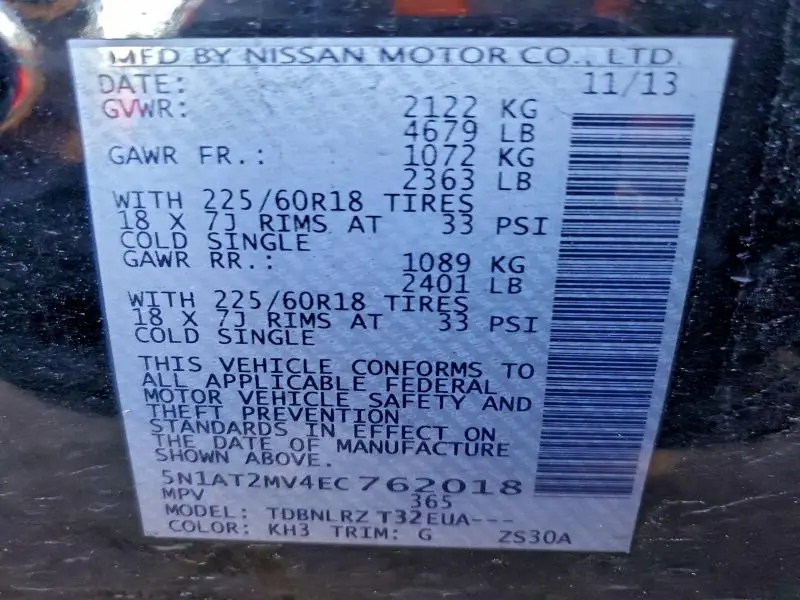 MFD BY NISSAN MOTOR CO., LTD.
DATE: 11/13
GVWR: 2122 KG
4679 LB
GAWR FR.: 1072 KG
2363 LB
WITH 225/60R18 TIRES
18 X 7J RIMS AT 33 PSI
COLD SINGLE
GAWR RR.: 1089 KG
2401 LB
WITH 225/60R18 TIRES
18 X 7J RIMS AT 33 PSI
COLD SINGLE
THIS VEHICLE CONFORMS TO
ALL APPLICABLE FEDERAL
MOTOR VEHICLE SAFETY AND
THEFT PREVENTION
STANDARDS IN EFFECT ON
THE DATE OF MANUFACTURE
SHOWN ABOVE.
5N1AT2MV4EC762018
MPV 365
MODEL: TDBNLRZ T32EUA---
COLOR: KH3 TRIM: G ZS30A